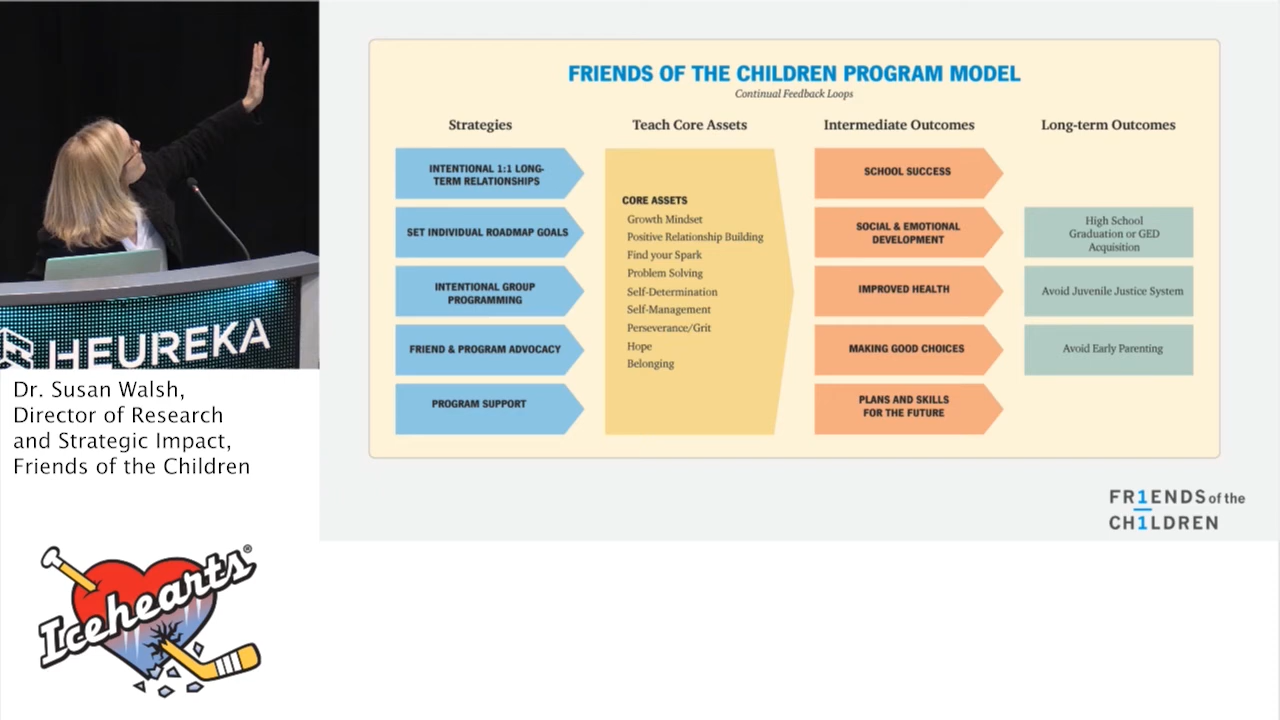 HEUREKA
Dr. Susan Walsh,
Director of Research
and Strategic Impact,
Friends of the Children
Icehearts®
FRIENDS OF THE CHILDREN PROGRAM MODEL
Continual Feedback Loops
Strategies
INTENTIONAL 1:1 LONG-
TERM RELATIONSHIPS
SET INDIVIDUAL ROADMAP GOALS
INTENTIONAL GROUP
PROGRAMMING
FRIEND & PROGRAM ADVOCACY
PROGRAM SUPPORT
Teach Core Assets
CORE ASSETS
Growth Mindset
Positive Relationship Building
Find your Spark
Problem Solving
Self-Determination
Self-Management
Perseverance/Grit
Hope
Belonging
Intermediate Outcomes
SCHOOL SUCCESS
SOCIAL & EMOTIONAL
DEVELOPMENT
IMPROVED HEALTH
MAKING GOOD CHOICES
PLANS AND SKILLS
FOR THE FUTURE
Long-term Outcomes
High School
Graduation or GED
Acquisition
Avoid Juvenile Justice System
Avoid Early Parenting
FR1ENDS of the
CH1LDREN